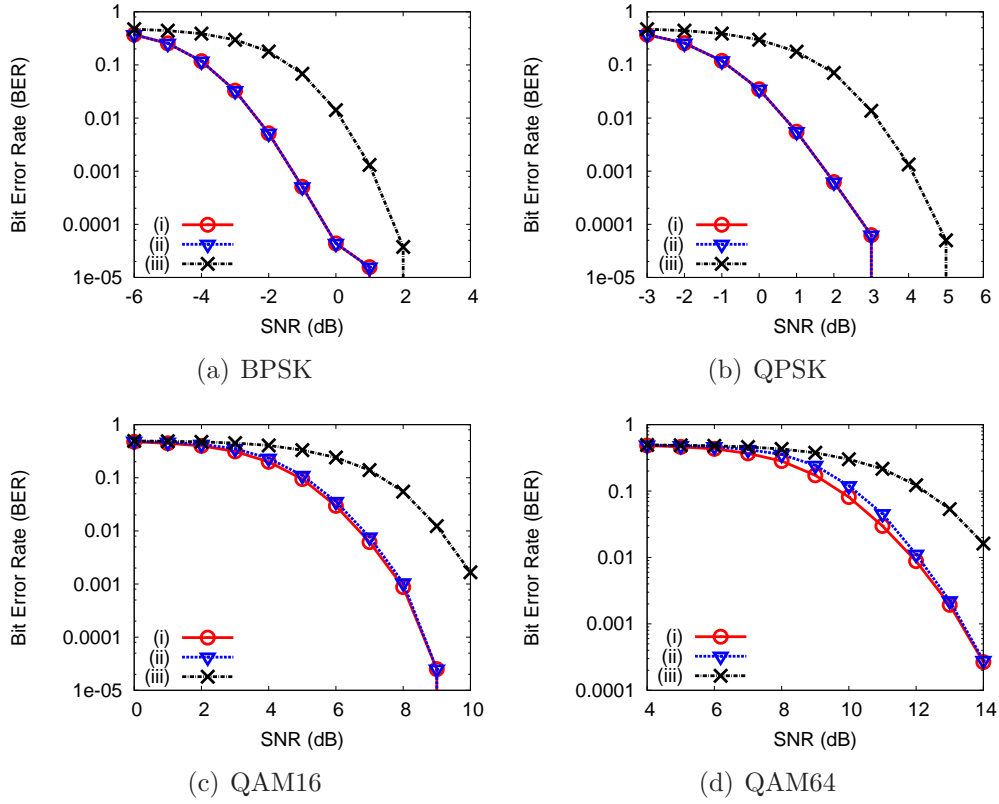 1
0.1
0.01
0.001
0.0001
1e-05
Bit Error Rate (BER)
(i)
(ii)
(iii)
-6 -4 -2 0 2 4
SNR (dB)
(a) BPSK
1
0.1
0.01
0.001
0.0001
1e-05
Bit Error Rate (BER)
(i)
(ii)
(iii)
-3 -2 -1 0 1 2 3 4 5 6
SNR (dB)
(b) QPSK
1
0.1
0.01
0.001
0.0001
1e-05
Bit Error Rate (BER)
(i)
(ii)
(iii)
0 2 4 6 8 10
SNR (dB)
(c) QAM16
1
0.1
0.01
0.001
0.0001
Bit Error Rate (BER)
(i)
(ii)
(iii)
4 6 8 10 12 14
SNR (dB)
(d) QAM64